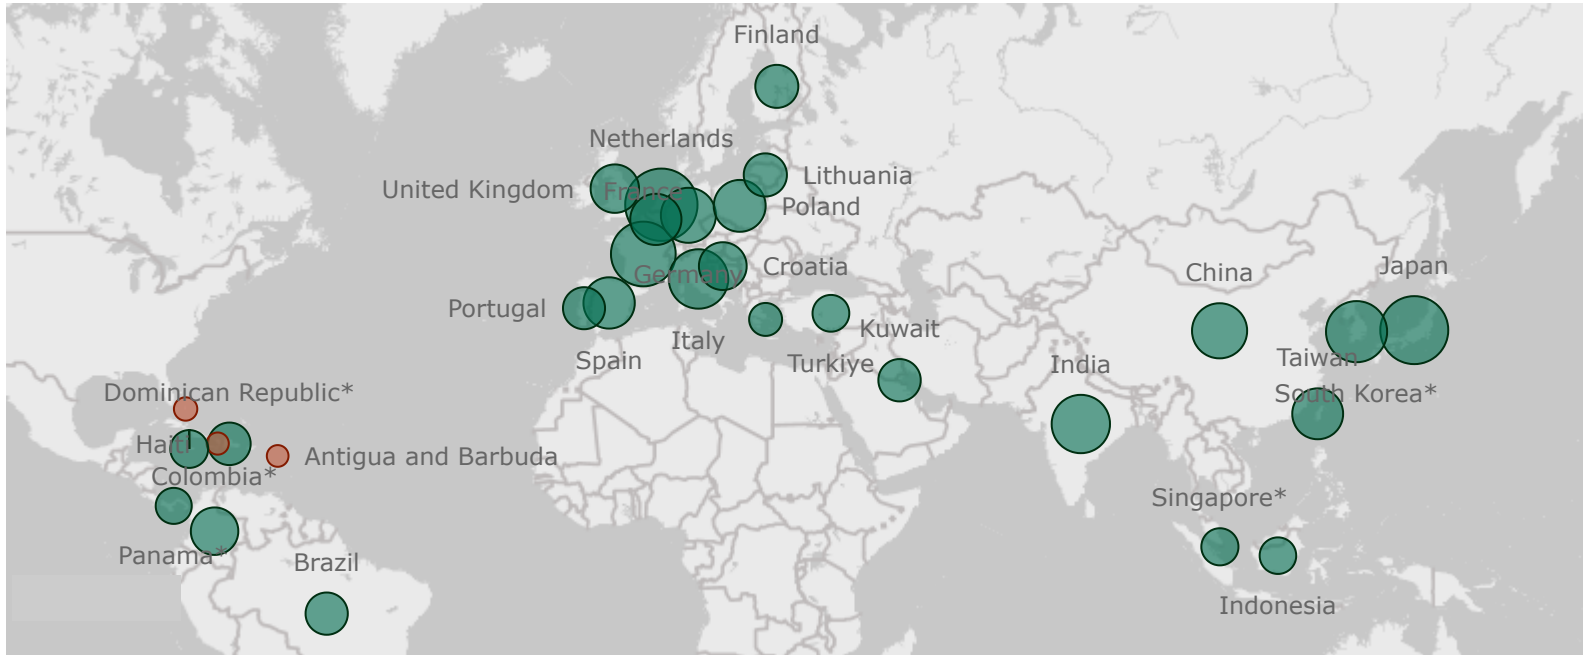 Finland
Netherlands
United Kingdom
France
Lithuania
Poland
Germany
Croatia
Portugal
Italy
Spain
Kuwait
Turkiye
China
Japan
India
Taiwan
South Korea*
Dominican Republic*
Haiti
Antigua and Barbuda
Colombia*
Panama*
Brazil
Singapore*
Indonesia